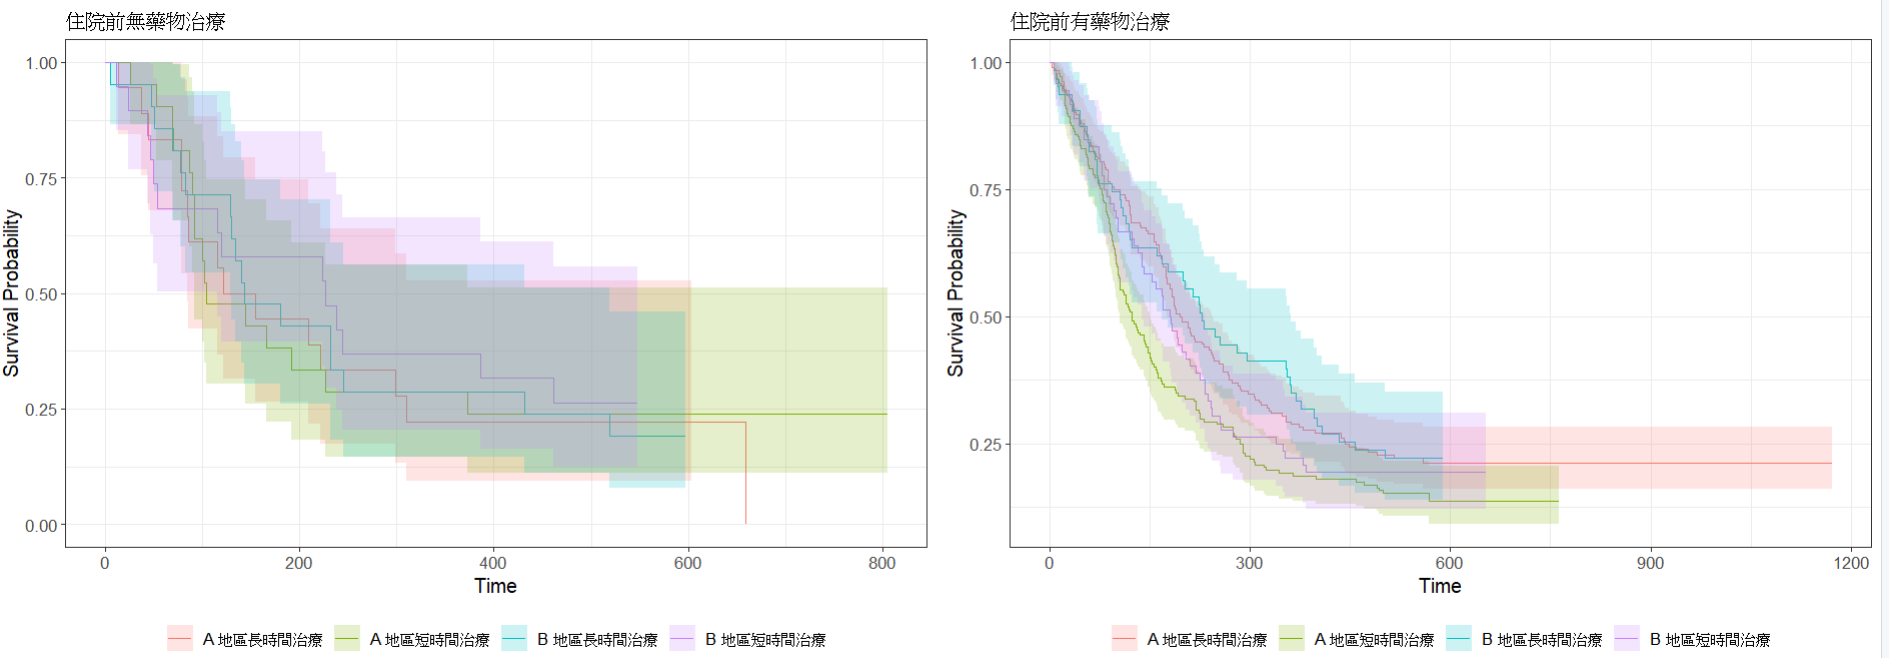 住院前無藥物治療
Survival Probability
1.00
0.75
0.50
0.25
0.00
0 200 400 600 800
Time
A 地區長時間治療 A 地區短時間治療 B 地區長時間治療 B 地區短時間治療
住院前有藥物治療
Survival Probability
1.00
0.75
0.50
0.25
0 300 600 900 1200
Time
A 地區長時間治療 A 地區短時間治療 B 地區長時間治療 B 地區短時間治療